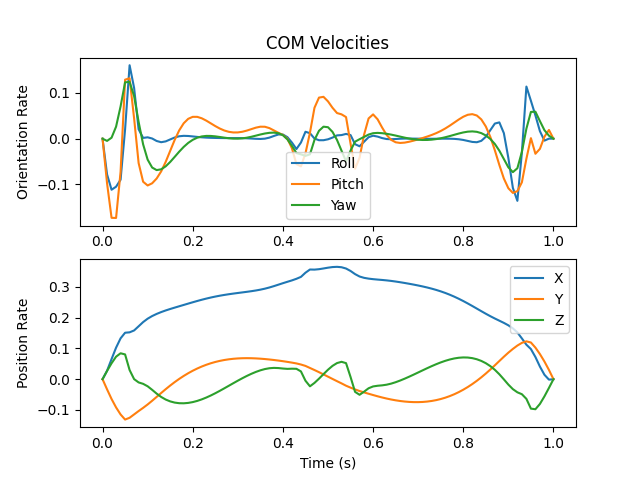 COM Velocities
Orientation Rate
0.1
0.0
−0.1
Roll
Pitch
Yaw
0.0 0.2 0.4 0.6 0.8 1.0
Position Rate
0.3
0.2
0.1
0.0
−0.1
X
Y
Z
0.0 0.2 0.4 0.6 0.8 1.0
Time (s)